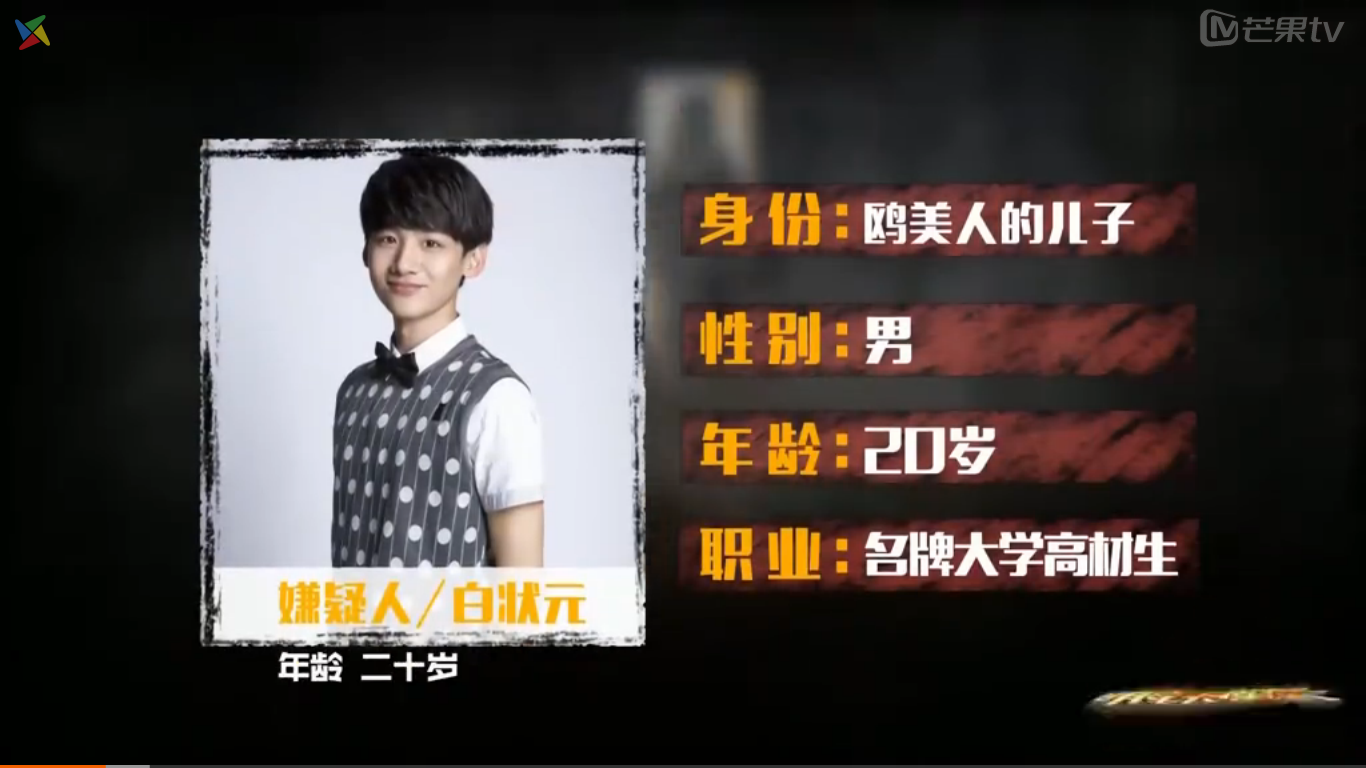 芒果tv
身份：鸥美人的儿子
性别：男
年龄：20岁
职业：名牌大学高材生
嫌疑人/白状元
年龄 二十岁